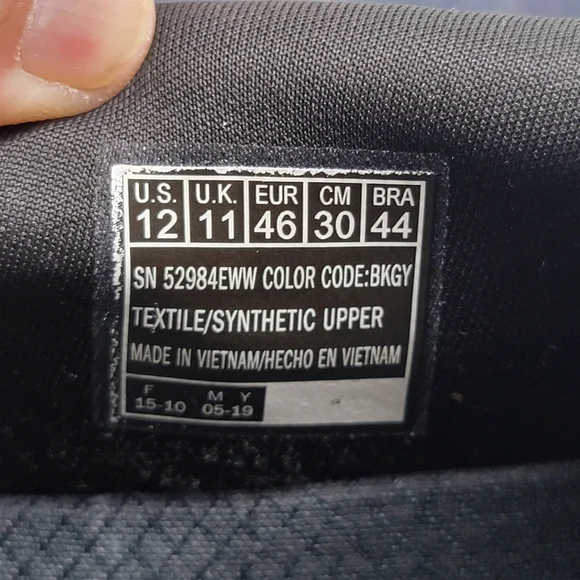 U.S. U.K. EUR CM BRA
12 11 46 30 44
SN 52984EWW COLOR CODE:BKGY
TEXTILE/SYNTHETIC UPPER
MADE IN VIETNAM/HECHO EN VIETNAM
F M Y
15-10 05-19